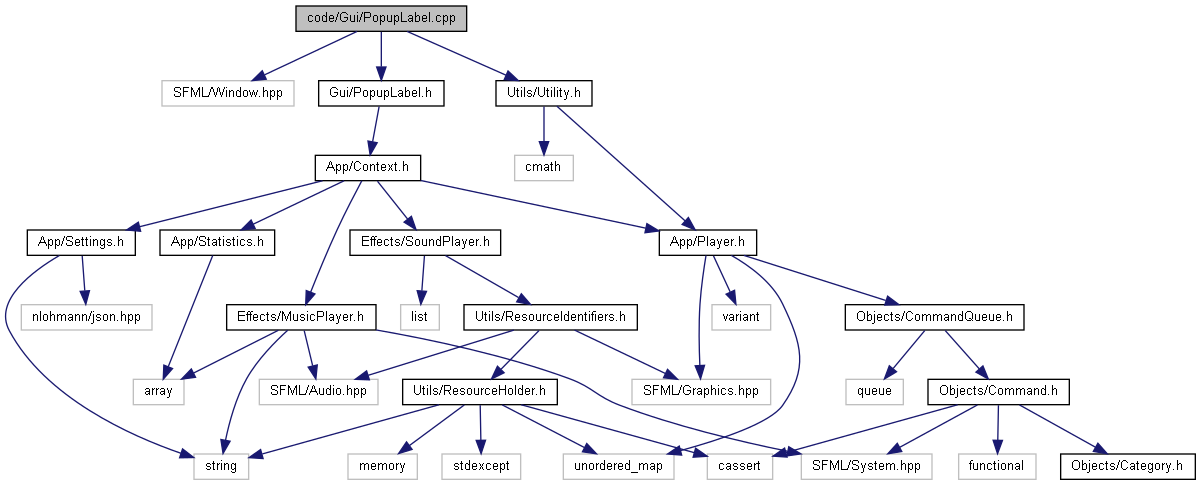 code/Gui/PopupLabel.cpp
SFML/Window.hpp
Gui/PopupLabel.h
Utils/Utility.h
App/Context.h
cmath
App/Settings.h
App/Statistics.h
Effects/SoundPlayer.h
App/Player.h
nlohmann/json.hpp
Effects/MusicPlayer.h
list
Utils/ResourceIdentifiers.h
variant
Objects/CommandQueue.h
array
SFML/Audio.hpp
Utils/ResourceHolder.h
SFML/Graphics.hpp
queue
Objects/Command.h
string
memory
stdexcept
unordered_map
cassert
SFML/System.hpp
functional
Objects/Category.h